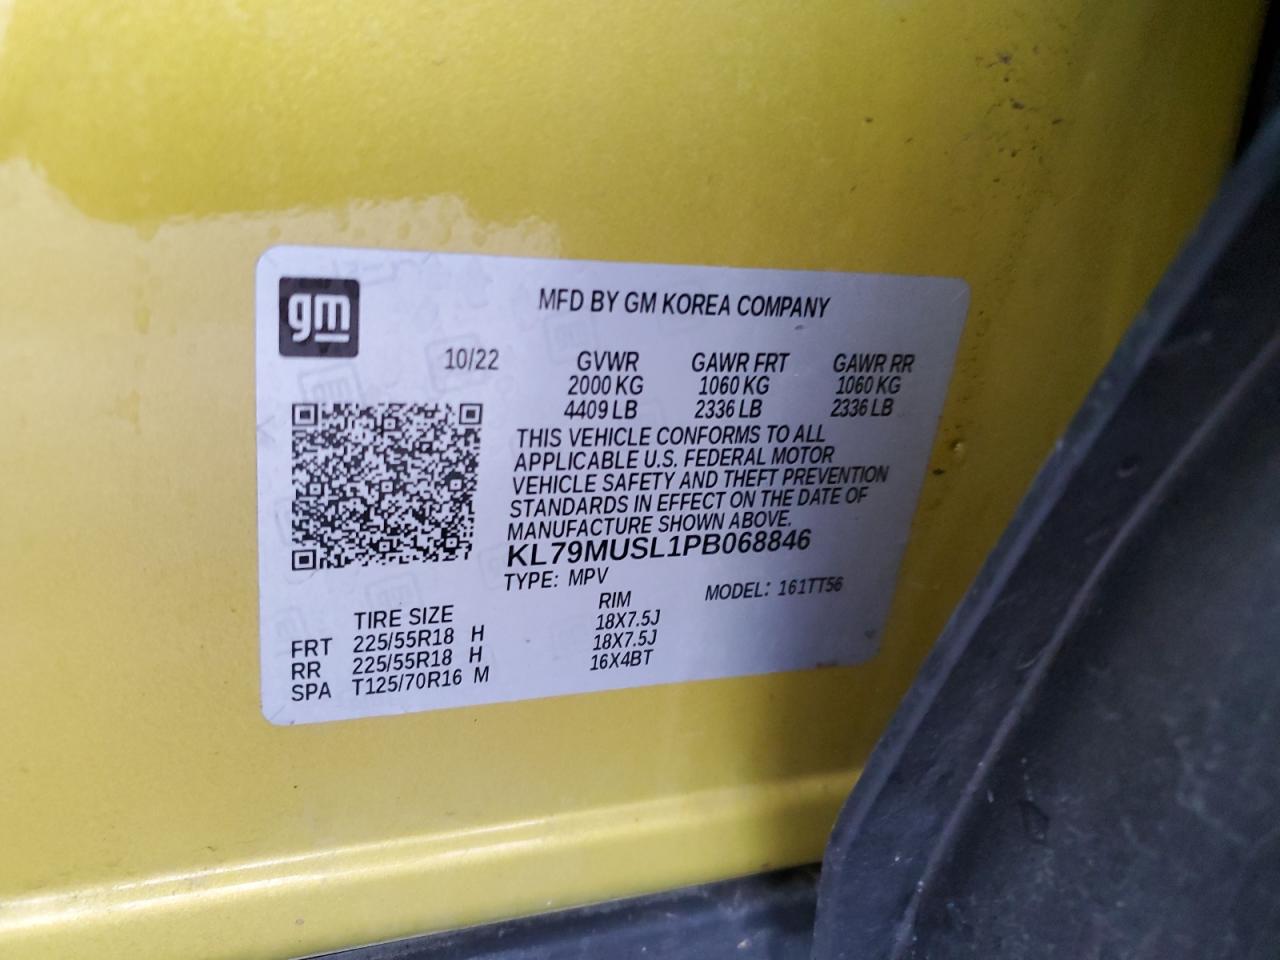 gm
MFD BY GM KOREA COMPANY
10/22 GVWR GAWR FRT GAWR RR
2000 KG 1060 KG 1060 KG
4409 LB 2336 LB 2336 LB
THIS VEHICLE CONFORMS TO ALL
APPLICABLE U.S. FEDERAL MOTOR
VEHICLE SAFETY AND THEFT PREVENTION
STANDARDS IN EFFECT ON THE DATE OF
MANUFACTURE SHOWN ABOVE.
KL79MUSL1PB068846
TYPE: MPV MODEL: 161TT56
TIRE SIZE RIM
FRT 225/55R18 H 18X7.5J
RR 225/55R18 H 18X7.5J
SPA T125/70R16 M 16X4BT